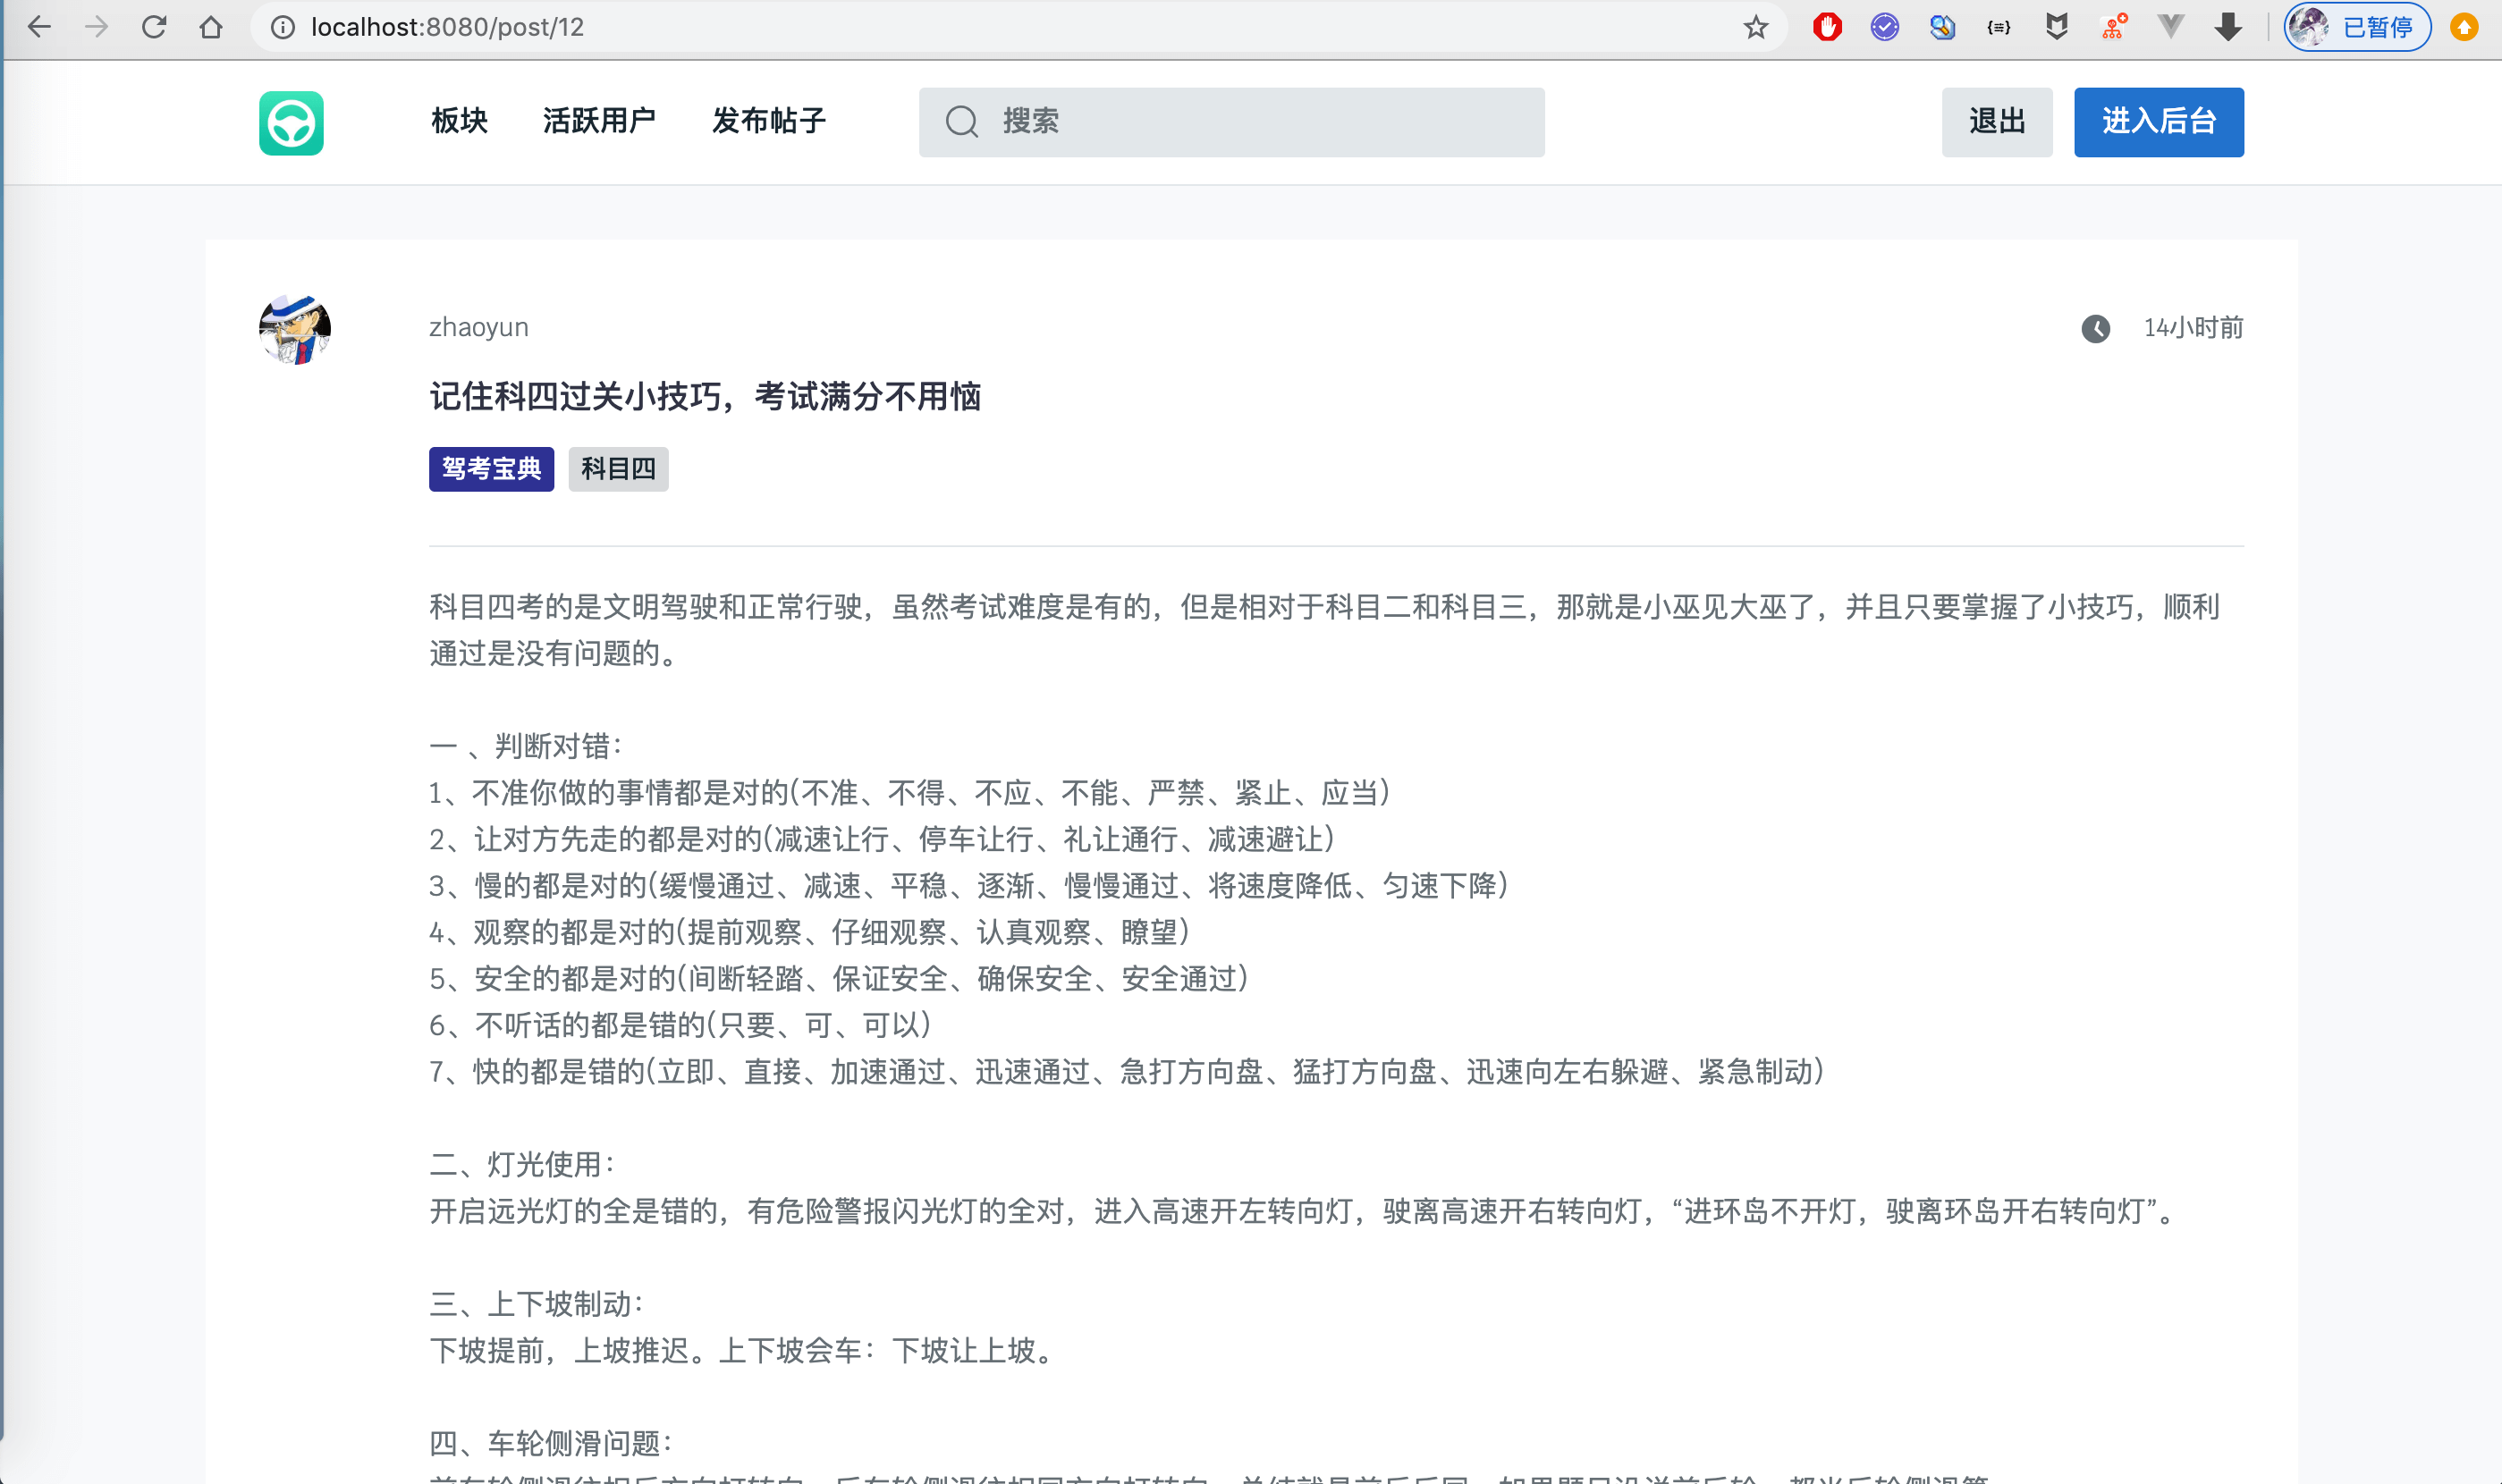 localhost:8080/post/12
已暂停
板块 活跃用户 发布帖子 搜索 退出 进入后台
zhaoyun 14小时前
记住科四过关小技巧，考试满分不用恼
驾考宝典 科目四
科目四考的是文明驾驶和正常行驶，虽然考试难度是有的，但是相对于科目二和科目三，那就是小巫见大巫了，并且只要掌握了小技巧，顺利
通过是没有问题的。
一 、判断对错：
1、不准你做的事情都是对的(不准、不得、不应、不能、严禁、紧止、应当)
2、让对方先走的都是对的(减速让行、停车让行、礼让通行、减速避让)
3、慢的都是对的(缓慢通过、减速、平稳、逐渐、慢慢通过、将速度降低、匀速下降)
4、观察的都是对的(提前观察、仔细观察、认真观察、瞭望)
5、安全的都是对的(间断轻踏、保证安全、确保安全、安全通过)
6、不听话的都是错的(只要、可、可以)
7、快的都是错的(立即、直接、加速通过、迅速通过、急打方向盘、猛打方向盘、迅速向左右躲避、紧急制动)
二、灯光使用：
开启远光灯的全是错的，有危险警报闪光灯的全对，进入高速开左转向灯，驶离高速开右转向灯，“进环岛不开灯，驶离环岛开右转向灯”。
三、上下坡制动：
下坡提前，上坡推迟。上下坡会车：下坡让上坡。
四、车轮侧滑问题：